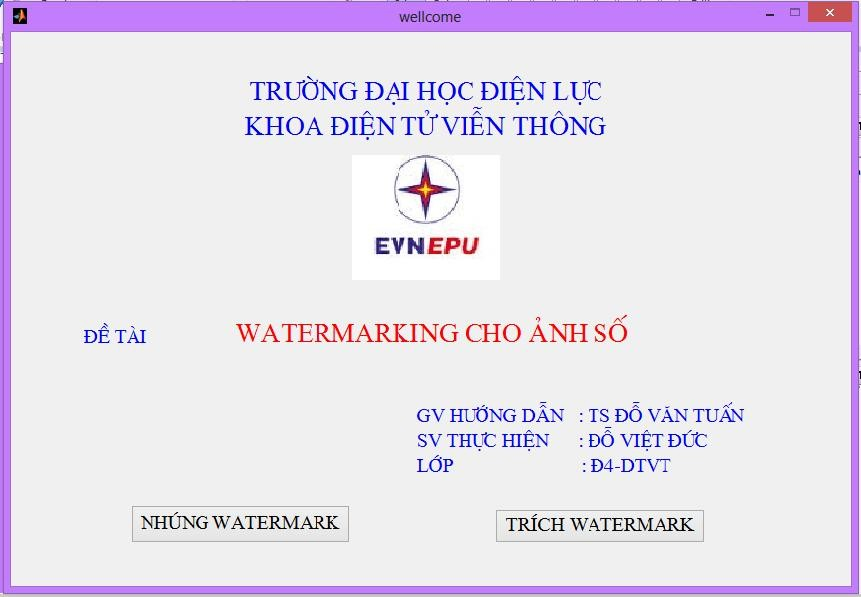 wellcome
TRƯỜNG ĐẠI HỌC ĐIỆN LỰC
KHOA ĐIỆN TỬ VIỄN THÔNG
EVNEPU
ĐỀ TÀI WATERMARKING CHO ẢNH SỐ
GV HƯỚNG DẪN : TS ĐỖ VĂN TUẤN
SV THỰC HIỆN : ĐỖ VIỆT ĐỨC
LỚP : Đ4-DTVT
NHÚNG WATERMARK TRÍCH WATERMARK